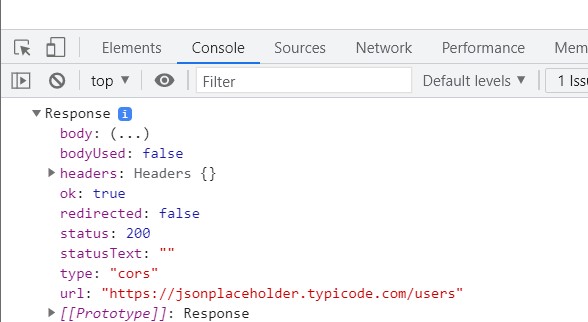 Elements Console Sources Network Performance Mem
top Filter Default levels 1 Issu
Response i
body: (...)
bodyUsed: false
headers: Headers {}
ok: true
redirected: false
status: 200
statusText: ""
type: "cors"
url: "https://jsonplaceholder.typicode.com/users"
[[Prototype]]: Response